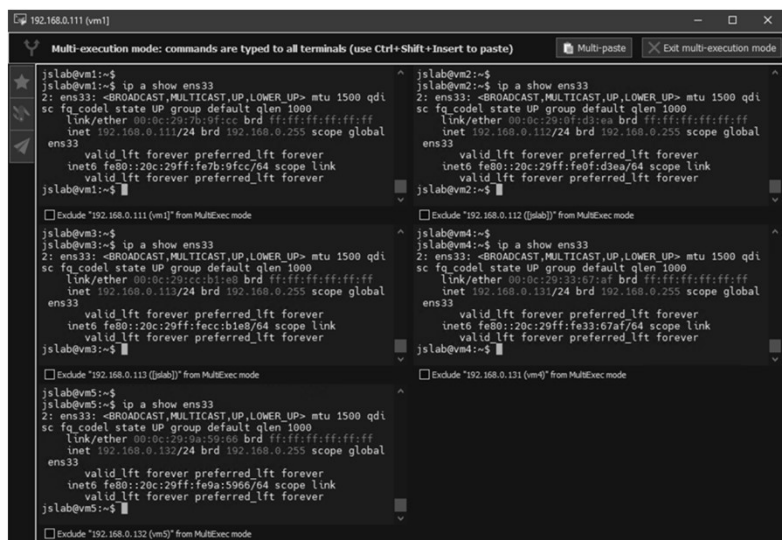 192.168.0.111 (vm1)
Multi-execution mode: commands are typed to all terminals (use Ctrl+Shift+Insert to paste)
Multi-paste
Exit multi-execution mode
jslab@vm1:~$
jslab@vm1:~$ ip a show ens33
2: ens33: <BROADCAST,MULTICAST,UP,LOWER_UP> mtu 1500 qdi
sc fq_codel state UP group default qlen 1000
link/ether 00:0c:29:7b:9f:cc brd ff:ff:ff:ff:ff:ff
inet 192.168.0.111/24 brd 192.168.0.255 scope global
ens33
valid_lft forever preferred_lft forever
inet6 fe80::20c:29ff:fe7b:9fcc/64 scope link
valid_lft forever preferred_lft forever
jslab@vm1:~$
Exclude "192.168.0.111 (vm1)" from MultiExec mode
jslab@vm2:~$
jslab@vm2:~$ ip a show ens33
2: ens33: <BROADCAST,MULTICAST,UP,LOWER_UP> mtu 1500 qdi
sc fq_codel state UP group default qlen 1000
link/ether 00:0c:29:0f:d3:ea brd ff:ff:ff:ff:ff:ff
inet 192.168.0.112/24 brd 192.168.0.255 scope global
ens33
valid_lft forever preferred_lft forever
inet6 fe80::20c:29ff:fe0f:d3ea/64 scope link
valid_lft forever preferred_lft forever
jslab@vm2:~$
Exclude "192.168.0.112 ([jslab])" from MultiExec mode
jslab@vm3:~$
jslab@vm3:~$ ip a show ens33
2: ens33: <BROADCAST,MULTICAST,UP,LOWER_UP> mtu 1500 qdi
sc fq_codel state UP group default qlen 1000
link/ether 00:0c:29:cc:b1:e8 brd ff:ff:ff:ff:ff:ff
inet 192.168.0.113/24 brd 192.168.0.255 scope global
ens33
valid_lft forever preferred_lft forever
inet6 fe80::20c:29ff:fecc:b1e8/64 scope link
valid_lft forever preferred_lft forever
jslab@vm3:~$
Exclude "192.168.0.113 ([jslab])" from MultiExec mode
jslab@vm4:~$
jslab@vm4:~$ ip a show ens33
2: ens33: <BROADCAST,MULTICAST,UP,LOWER_UP> mtu 1500 qdi
sc fq_codel state UP group default qlen 1000
link/ether 00:0c:29:33:67:af brd ff:ff:ff:ff:ff:ff
inet 192.168.0.131/24 brd 192.168.0.255 scope global
ens33
valid_lft forever preferred_lft forever
inet6 fe80::20c:29ff:fe33:67af/64 scope link
valid_lft forever preferred_lft forever
jslab@vm4:~$
Exclude "192.168.0.131 (vm4)" from MultiExec mode
jslab@vm5:~$
jslab@vm5:~$ ip a show ens33
2: ens33: <BROADCAST,MULTICAST,UP,LOWER_UP> mtu 1500 qdi
sc fq_codel state UP group default qlen 1000
link/ether 00:0c:29:9a:59:66 brd ff:ff:ff:ff:ff:ff
inet 192.168.0.132/24 brd 192.168.0.255 scope global
ens33
valid_lft forever preferred_lft forever
inet6 fe80::20c:29ff:fe9a:5966/64 scope link
valid_lft forever preferred_lft forever
jslab@vm5:~$
Exclude "192.168.0.132 (vm5)" from MultiExec mode